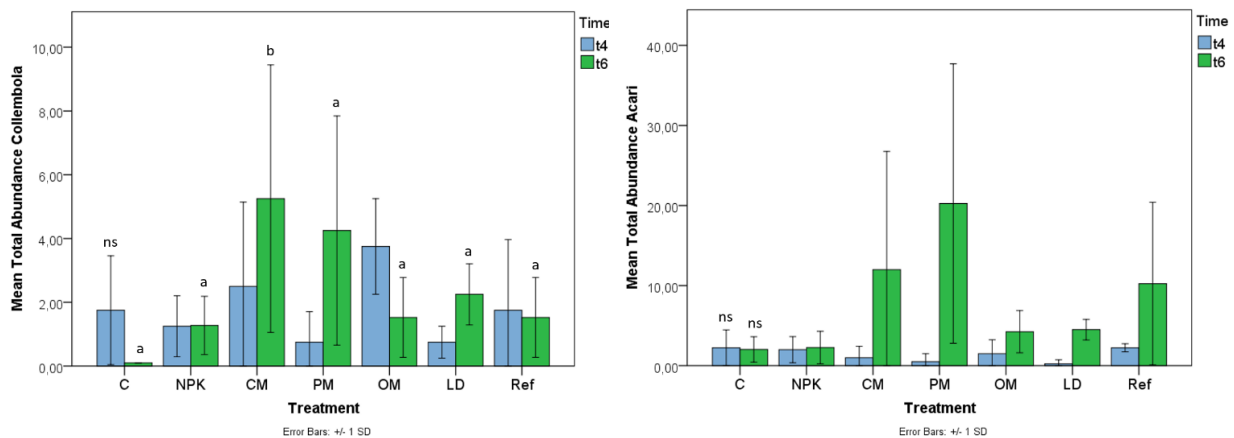 Time
t4
t6
Mean Total Abundance Collembola
10,00
8,00
6,00
4,00
2,00
0,00
ns
a
a
b
a
a
a
a
C NPK CM PM OM LD Ref
Treatment
Error Bars: +/- 1 SD
Time
t4
t6
Mean Total Abundance Acari
40,00
30,00
20,00
10,00
0,00
ns ns
C NPK CM PM OM LD Ref
Treatment
Error Bars: +/- 1 SD